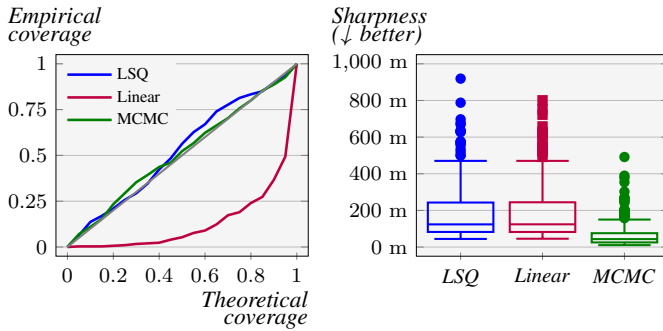 Empirical
coverage
1
0.75
0.5
0.25
0
LSQ
Linear
MCMC
0 0.2 0.4 0.6 0.8 1
Theoretical
coverage
Sharpness
(↓ better)
1,000 m
800 m
600 m
400 m
200 m
0 m
LSQ Linear MCMC